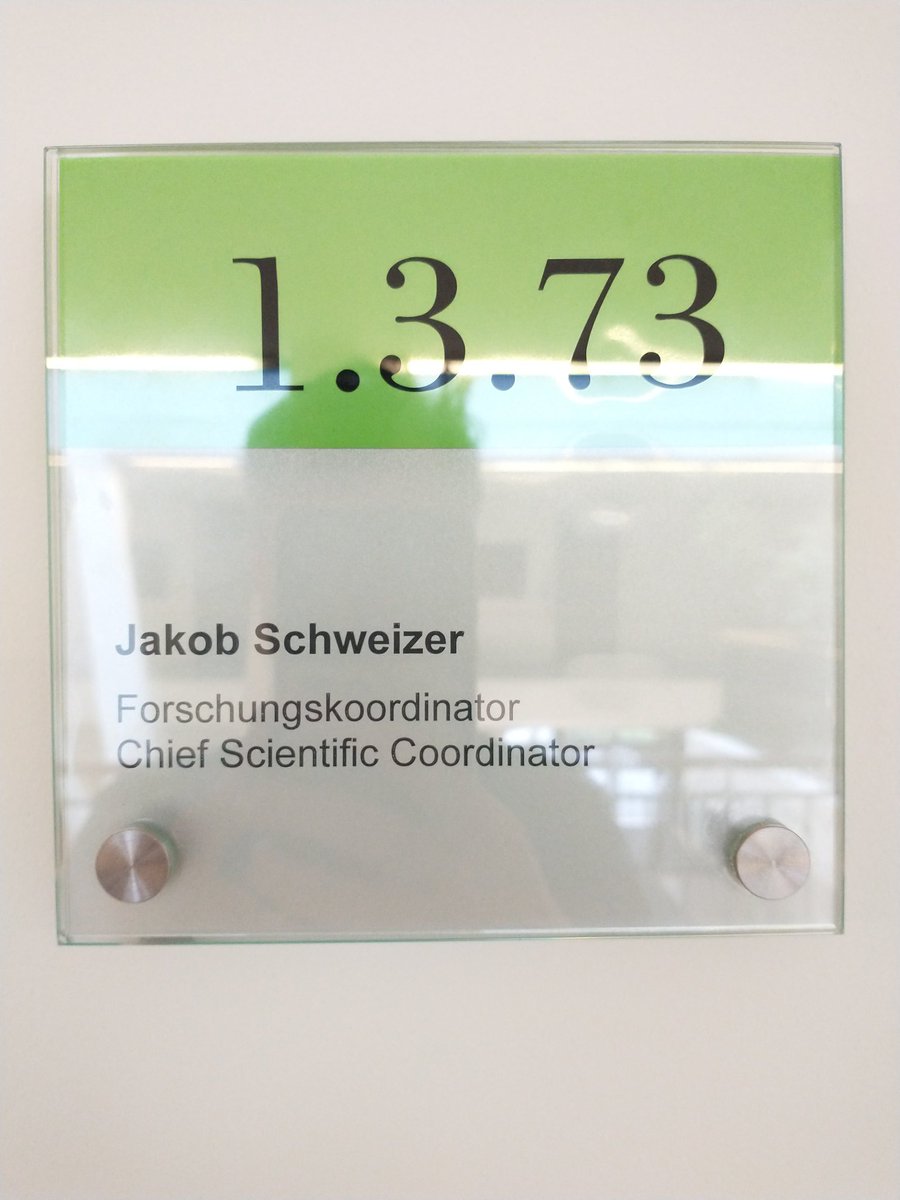 1.3.73
Jakob Schweizer
Forschungskoordinator
Chief Scientific Coordinator